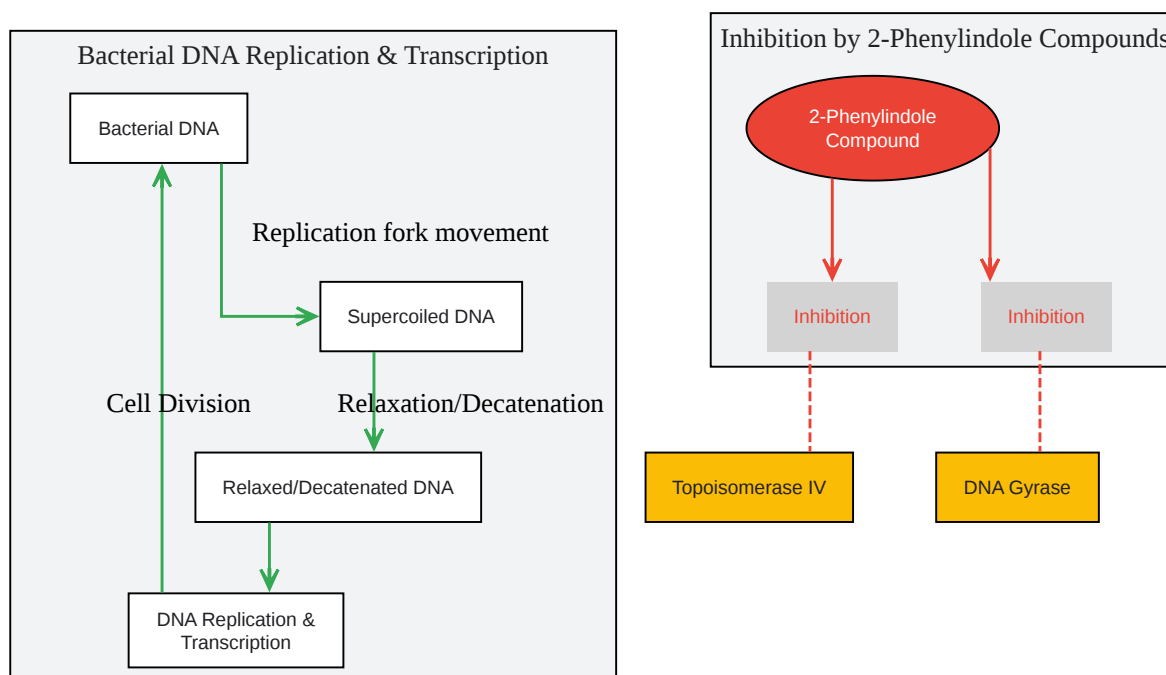 Bacterial DNA Replication & Transcription
Bacterial DNA
Replication fork movement
Supercoiled DNA
Cell Division
Relaxation/Decatenation
Relaxed/Decatenated DNA
DNA Replication &
Transcription
Inhibition by 2-Phenylindole Compounds
2-Phenylindole
Compound
Inhibition
Inhibition
Topoisomerase IV
DNA Gyrase